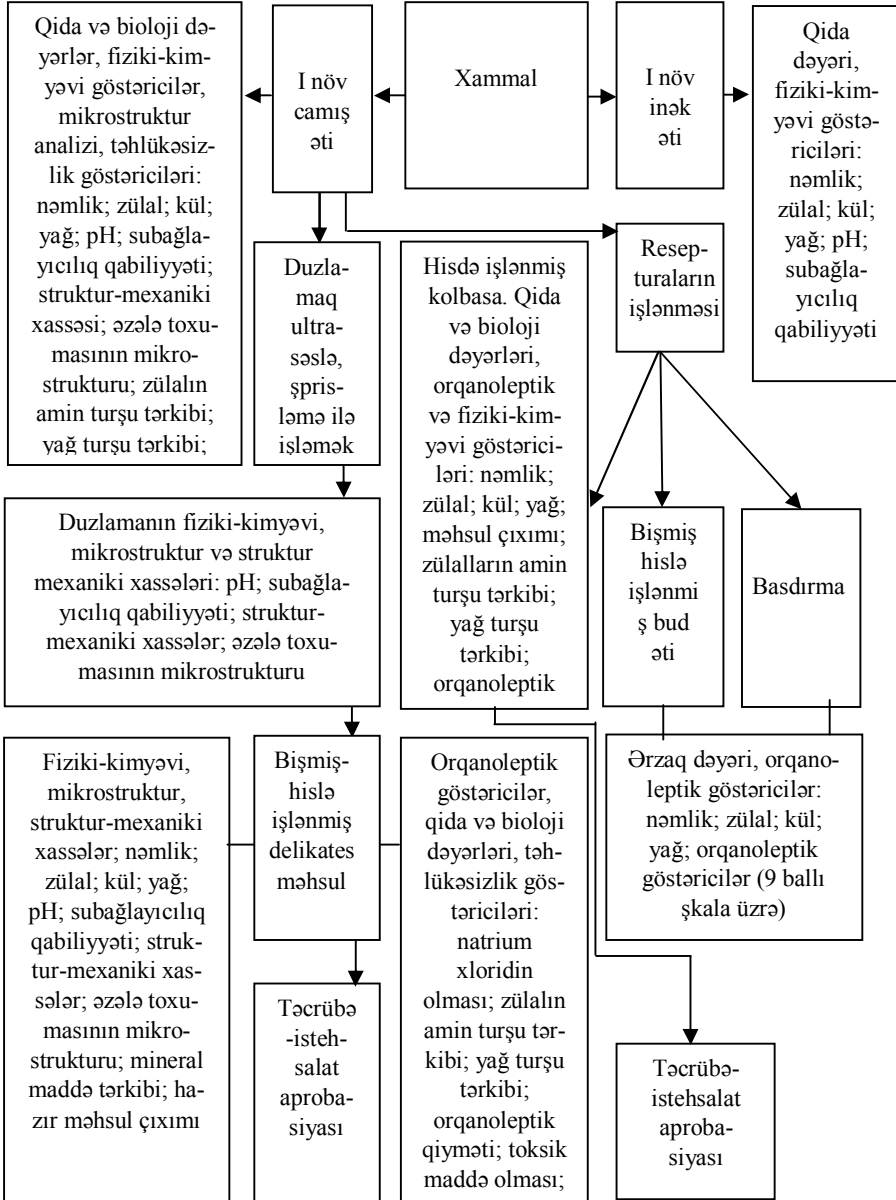 Qida və bioloji də-
yərlər, fiziki-kim-
yəvi göstəricilər,
mikrostruktur
analizi, təhlükəsiz-
lik göstəriciləri:
nəmlik; zülal; kül;
yağ; pH; subağla-
yıcılıq qabiliyyəti;
struktur-mexaniki
xassəsi; əzələ toxu-
masının mikro-
strukturu; zülalın
amin turşu tərkibi;
yağ turşu tərkibi;
I növ
camış
əti
Xammal
I növ
inək
əti
Qida
dəyəri,
fiziki-kim-
yəvi göstə-
riciləri:
nəmlik;
zülal; kül;
yağ; pH;
subağla-
yıcılıq
qabiliyyəti
Duzla-
maq
ultra-
səslə,
şpris-
ləmə ilə
işləmək
Hisdə işlənmiş
kolbasa. Qida
və bioloji
dəyərləri,
orqanoleptik
və fiziki-kim-
yəvi göstərici-
ləri: nəmlik;
zülal; kül; yağ;
məhsul çıxımı;
zülalların amin
turşu tərkibi;
yağ turşu
tərkibi;
orqanoleptik
Resep-
turaların
işlənməsi
Duzlamanın fiziki-kimyəvi,
mikrostruktur və struktur
mexaniki xassələri: pH; subağla-
yıcılıq qabiliyyəti; struktur-
mexaniki xassələr; əzələ toxu-
masının mikrostrukturu
Bişmiş
hislə
işlənmi
ş bud
əti
Basdırma
Fiziki-kimyəvi,
mikrostruktur,
struktur-mexaniki
xassələr; nəmlik;
zülal; kül; yağ;
pH; subağlayıcılıq
qabiliyyəti; struk-
tur-mexaniki xas-
sələr; əzələ toxu-
masının mikro-
strukturu; mineral
maddə tərkibi; ha-
zır məhsul çıxımı
Bişmiş-
hislə
işlənmiş
delikates
məhsul
Orqanoleptik
göstəricilər,
qida və bioloji
dəyərləri, təh-
lükəsizlik gös-
təriciləri:
natrium
xloridin
olması; zülalın
amin turşu tər-
kibi; yağ turşu
tərkibi;
orqanoleptik
qiyməti; toksik
maddə olması;
Ərzaq dəyəri, orqano-
leptik göstəricilər:
nəmlik; zülal; kül;
yağ; orqanoleptik
göstəricilər (9 ballı
şkala üzrə)
Təcrübə
-isteh-
salat
aproba-
siyası
Təcrübə-
istehsalat
aproba-
siyası